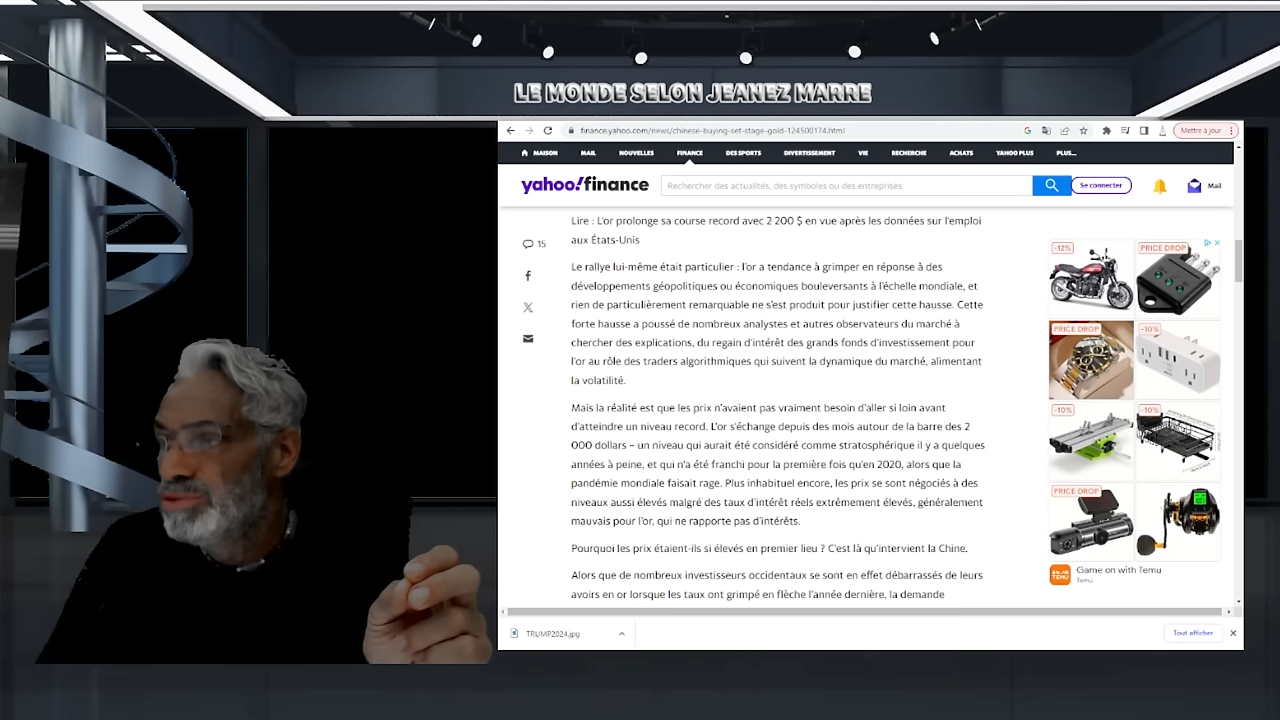 LE MONDE SELON JEANEZ MARRE
finance.yahoo.com/news/chinese-buying-set-stage-gold-124500174.html
Mettre à jour
MAISON MAIL NOUVELLES FINANCE DES SPORTS DIVERTISSEMENT VIE RECHERCHE ACHATS YAHOO PLUS PLUS...
yahoo!finance
Rechercher des actualités, des symboles ou des entreprises
Se connecter
Mail
Lire : L'or prolonge sa course record avec 2 200 $ en vue après les données sur l'emploi
aux États-Unis
15
Le rallye lui-même était particulier : l'or a tendance à grimper en réponse à des
développements géopolitiques ou économiques bouleversants à l'échelle mondiale, et
rien de particulièrement remarquable ne s'est produit pour justifier cette hausse. Cette
forte hausse a poussé de nombreux analystes et autres observateurs du marché à
chercher des explications, du regain d'intérêt des grands fonds d'investissement pour
l'or au rôle des traders algorithmiques qui suivent la dynamique du marché, alimentant
la volatilité.
Mais la réalité est que les prix n'avaient pas vraiment besoin d'aller si loin avant
d'atteindre un niveau record. L'or s'échange depuis des mois autour de la barre des 2
000 dollars – un niveau qui aurait été considéré comme stratosphérique il y a quelques
années à peine, et qui n'a été franchi pour la première fois qu'en 2020, alors que la
pandémie mondiale faisait rage. Plus inhabituel encore, les prix se sont négociés à des
niveaux aussi élevés malgré des taux d'intérêt réels extrêmement élevés, généralement
mauvais pour l'or, qui ne rapporte pas d'intérêts.
Pourquoi les prix étaient-ils si élevés en premier lieu ? C'est là qu'intervient la Chine.
Alors que de nombreux investisseurs occidentaux se sont en effet débarrassés de leurs
avoirs en or lorsque les taux ont grimpé en flèche l'année dernière, la demande
-12% PRICE DROP
PRICE DROP -10%
-10% -10%
PRICE DROP
Game on with Temu
Temu
TRUMP2024.jpg
Tout afficher